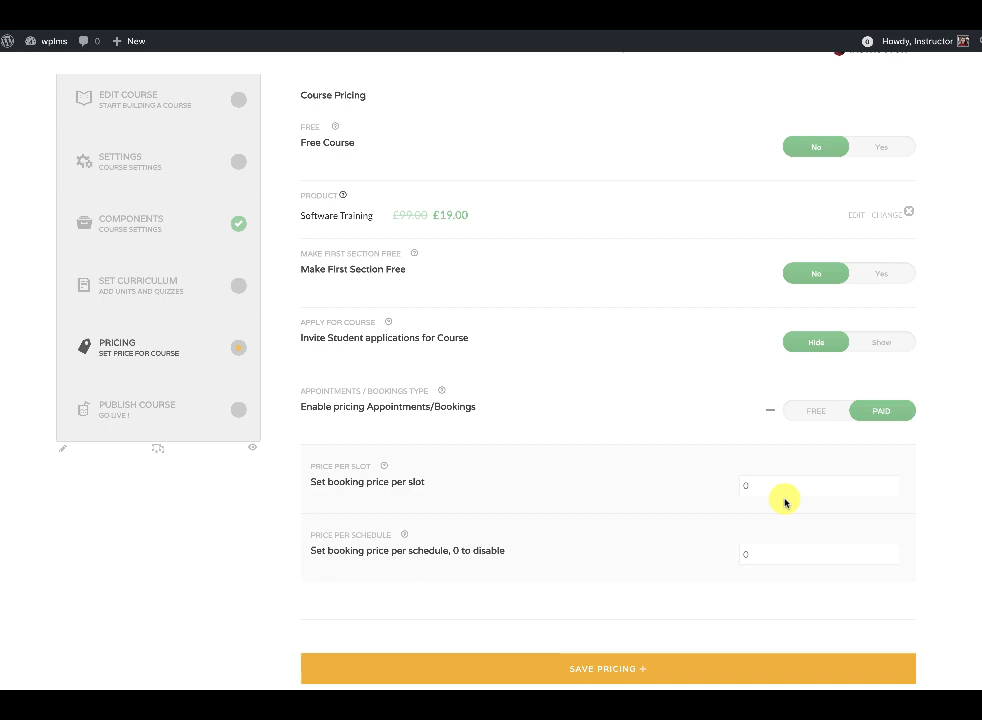 wplms
0
New
0
Howdy, Instructor
EDIT COURSE
START BUILDING A COURSE
SETTINGS
COURSE SETTINGS
COMPONENTS
COURSE SETTINGS
SET CURRICULUM
ADD UNITS AND QUIZZES
PRICING
SET PRICE FOR COURSE
PUBLISH COURSE
GO LIVE !
Course Pricing
FREE
Free Course
No Yes
PRODUCT
Software Training £99.00 £19.00
EDIT CHANGE
MAKE FIRST SECTION FREE
Make First Section Free
No Yes
APPLY FOR COURSE
Invite Student applications for Course
Hide Show
APPOINTMENTS / BOOKINGS TYPE
Enable pricing Appointments/Bookings
FREE PAID
PRICE PER SLOT
Set booking price per slot
0
PRICE PER SCHEDULE
Set booking price per schedule, 0 to disable
0
SAVE PRICING +